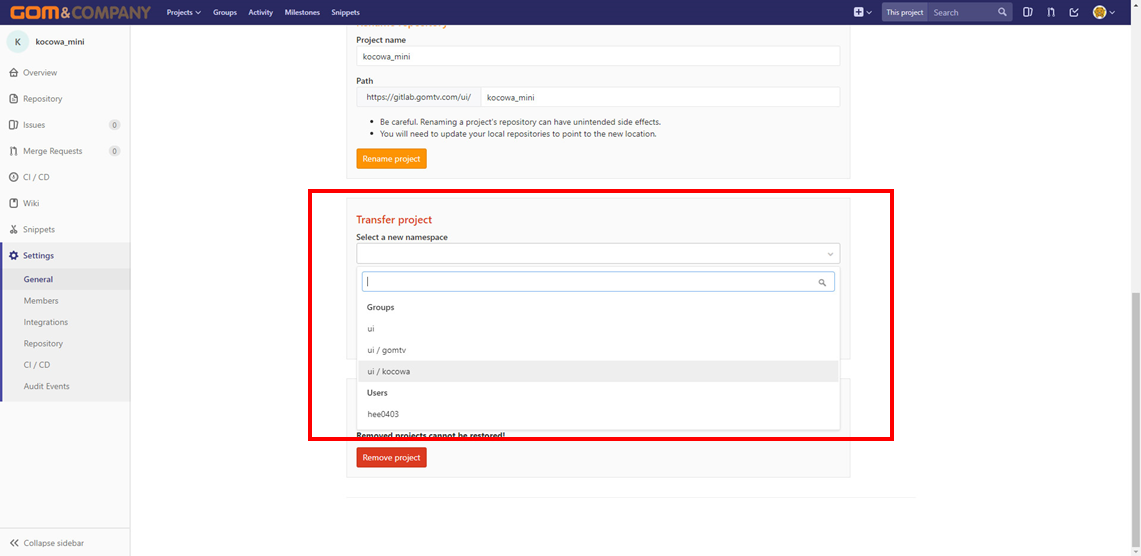 GOM&COMPANY Projects Groups Activity Milestones Snippets This project Search
K kocowa_mini
Overview
Repository
Issues 0
Merge Requests 0
CI / CD
Wiki
Snippets
Settings
General
Members
Integrations
Repository
CI / CD
Audit Events
Collapse sidebar
Project name
kocowa_mini
Path
https://gitlab.gomtv.com/ui/ kocowa_mini
• Be careful. Renaming a project's repository can have unintended side effects.
• You will need to update your local repositories to point to the new location.
Rename project
Transfer project
Select a new namespace
Groups
ui
ui / gomtv
ui / kocowa
Users
hee0403
Removed projects cannot be restored!
Remove project